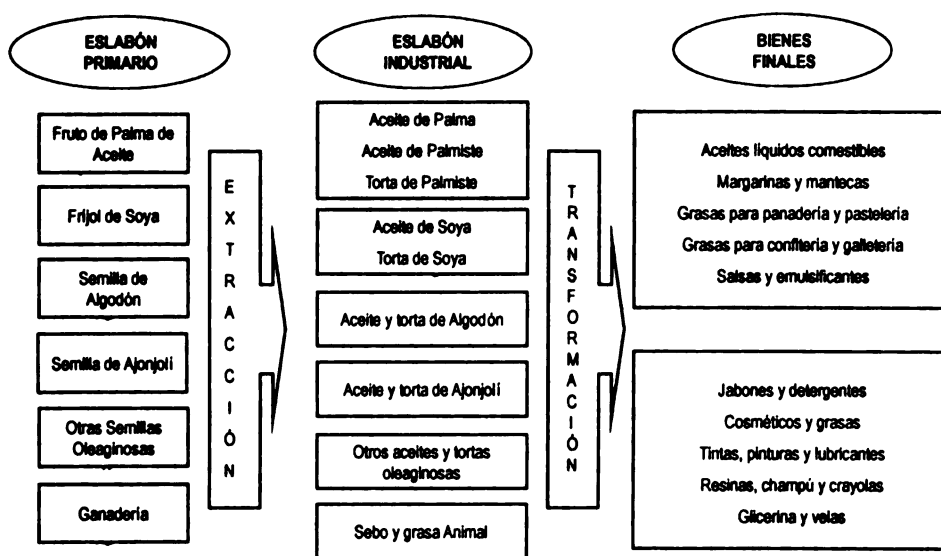 ESLABÓN
PRIMARIO
Fruto de Palma de
Aceite
Frijol de Soya
Semilla de
Algodón
Semilla de Ajonjolí
Otras Semillas
Oleaginosas
Ganadería
EXTRACCIÓN
ESLABÓN
INDUSTRIAL
Aceite de Palma
Aceite de Palmiste
Torta de Palmiste
Aceite de Soya
Torta de Soya
Aceite y torta de Algodón
Aceite y torta de Ajonjolí
Otros aceites y tortas
oleaginosas
Sebo y grasa Animal
TRANSFORMACIÓN
BIENES
FINALES
Aceites líquidos comestibles
Margarinas y mantecas
Grasas para panadería y pastelería
Grasas para confitería y galletería
Salsas y emulsificantes
Jabones y detergentes
Cosméticos y grasas
Tintas, pinturas y lubricantes
Resinas, champú y crayolas
Glicerina y velas